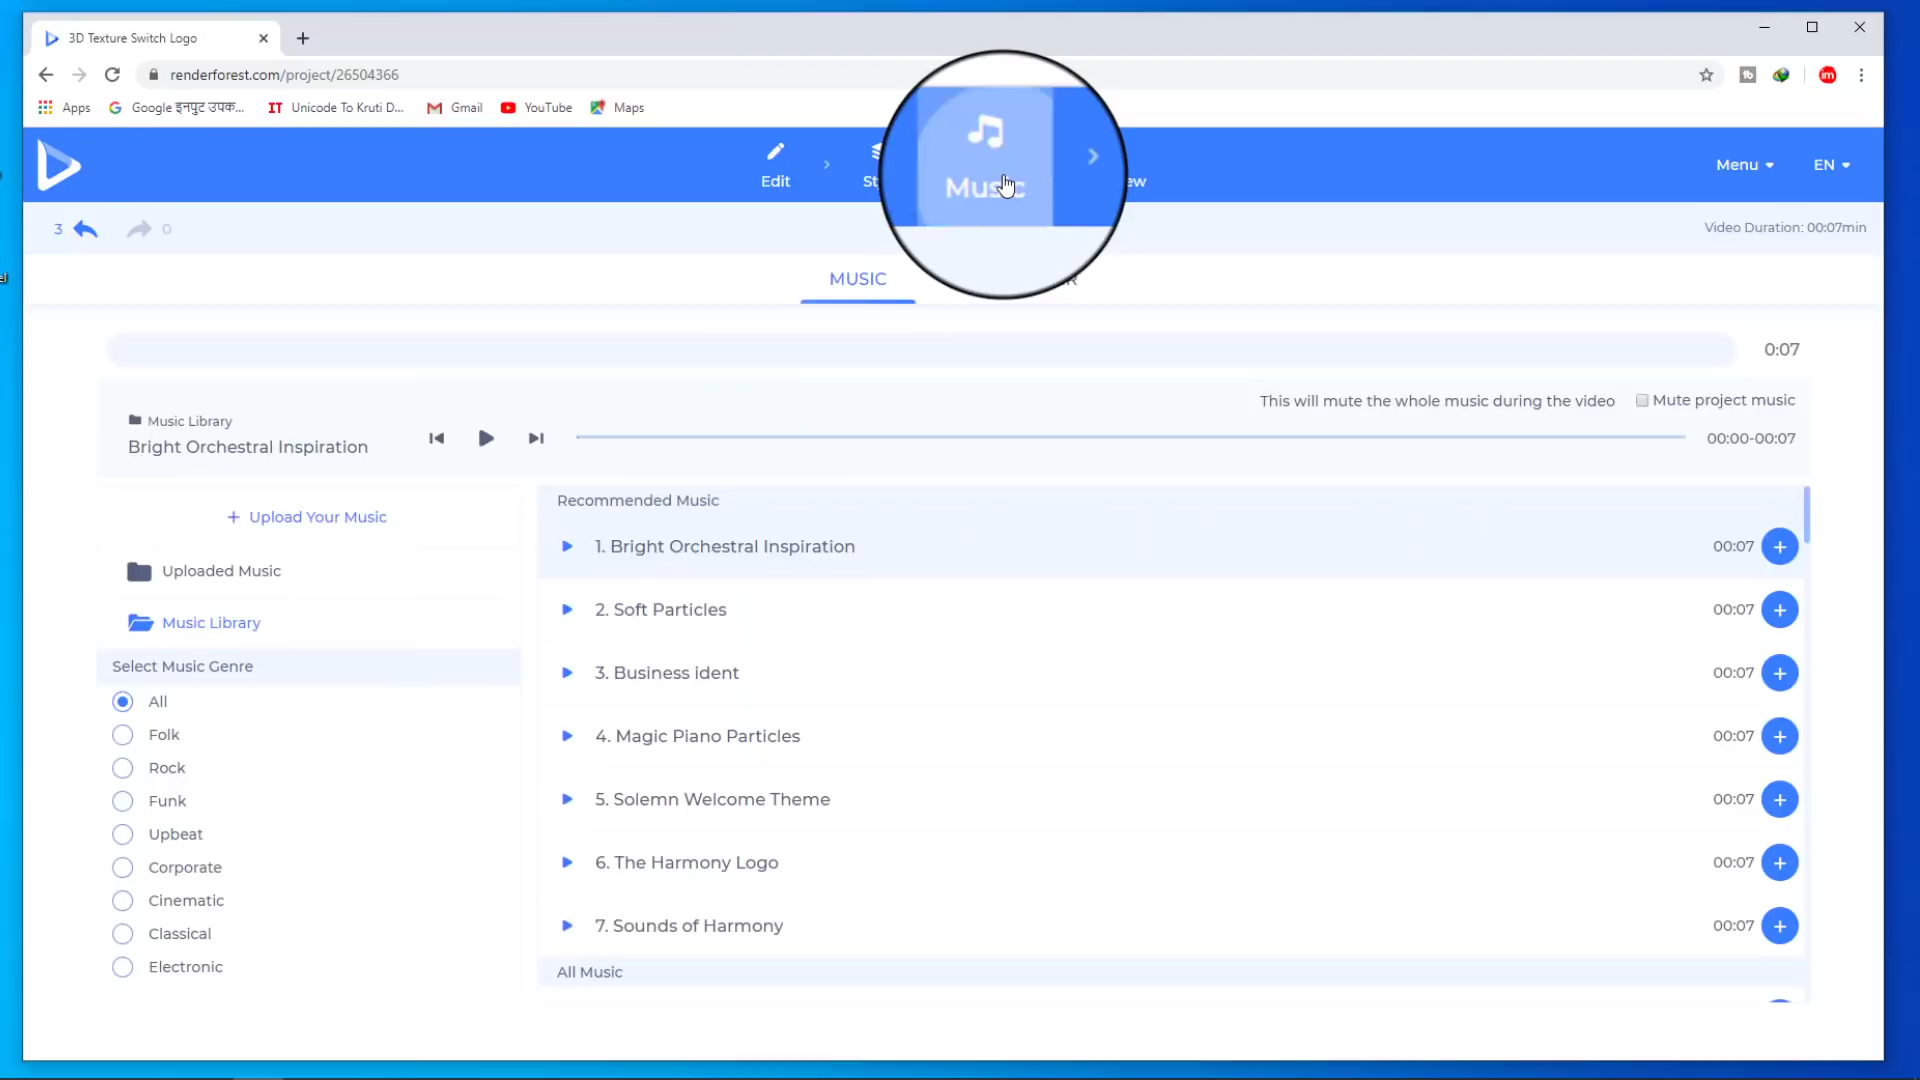 3D Texture Switch Logo
renderforest.com/project/26504366
Apps
Google इनपुट उपक...
IT Unicode To Kruti D...
Gmail
YouTube
Maps
Edit
Music
Menu
EN
3
0
Video Duration: 00:07min
MUSIC
0:07
Music Library
Bright Orchestral Inspiration
This will mute the whole music during the video
Mute project music
00:00-00:07
+ Upload Your Music
Uploaded Music
Music Library
Select Music Genre
All
Folk
Rock
Funk
Upbeat
Corporate
Cinematic
Classical
Electronic
Recommended Music
1. Bright Orchestral Inspiration 00:07
2. Soft Particles 00:07
3. Business ident 00:07
4. Magic Piano Particles 00:07
5. Solemn Welcome Theme 00:07
6. The Harmony Logo 00:07
7. Sounds of Harmony 00:07
All Music